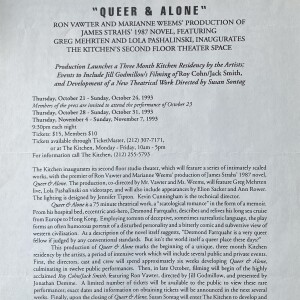 "QUEER & ALONE"
RON VAWTER AND MARIANNE WEEMS' PRODUCTION OF
JAMES STRAHS' 1987 NOVEL, FEATURING
GREG MEHRTEN AND LOLA PASHALINSKI, INAUGURATES
THE KITCHEN'S SECOND FLOOR THEATER SPACE
Production Launches a Three Month Kitchen Residency by the Artists;
Events to Include Jill Godmilow's Filming of Roy Cohn/Jack Smith,
and Development of a New Theatrical Work Directed by Susan Sontag
Thursday, October 21 - Sunday, October 24, 1993
Members of the press are invited to attend the performance of October 23
Thursday, October 28 - Sunday, October 31, 1993
Thursday, November 4 - Sunday, November 7, 1993
9:30pm each night
Tickets: $15, Members $10
Tickets available through TicketMaster, (212) 307-7171,
or at The Kitchen, Monday - Friday, 10am - 5pm
For information call The Kitchen, (212) 255-5793
The Kitchen inaugurates its second floor studio theater, which will feature a series of intimately scaled
works, with the premiere of Ron Vawter and Marianne Weems' production of James Strahs' 1987 novel,
Queer & Alone. The production, co-directed by Ms. Weems and Mr. Vawter, will feature Greg Mehrten
live, Lola Pashalinski on videotape, and will also include appearances by Elion Sacker and Azra Rower.
The lighting is designed by Jennifer Tipton. Kevin Cunningham is the technical director.
Queer & Alone is a 75 minute theatrical work, a "analogical romance" in the form of a memoir.
From his hospital bed, eccentric anti-hero, Desmond Farrquahr, describes and relives his long sea cruise
from Europe to Hong Kong. Employing torrents of disjunctive, sometimes surrealistic language, the play
forms an often humorous portrait of a disturbed personality and a bitterly comic and subversive view of
western civilization. As a description of the novel itself suggests, "Desmond Farrquahr is a very queer
fellow if judged by any conventional standards. But isn't the world itself a queer place these days?"
This production of Queer & Alone marks the beginning of a unique, three month Kitchen
residency by the artists, a period of intensive work which will include several public and private events.
First, the directors, cast and crew will spend approximately six weeks developing Queer & Alone,
culminating in twelve public performances. Then, in late October, filming will begin of the highly
acclaimed Roy Cohn/Jack Smith, featuring Ron Vawter, directed by Jill Godmilow, and presented by
Jonathan Demme. A limited number of tickets will be available to the public to view these rare
performances; exact dates and information on obtaining tickets will be announced in the next several
weeks. Finally, upon the closing of Queer & Alone, Susan Sontag will enter The Kitchen to develop and